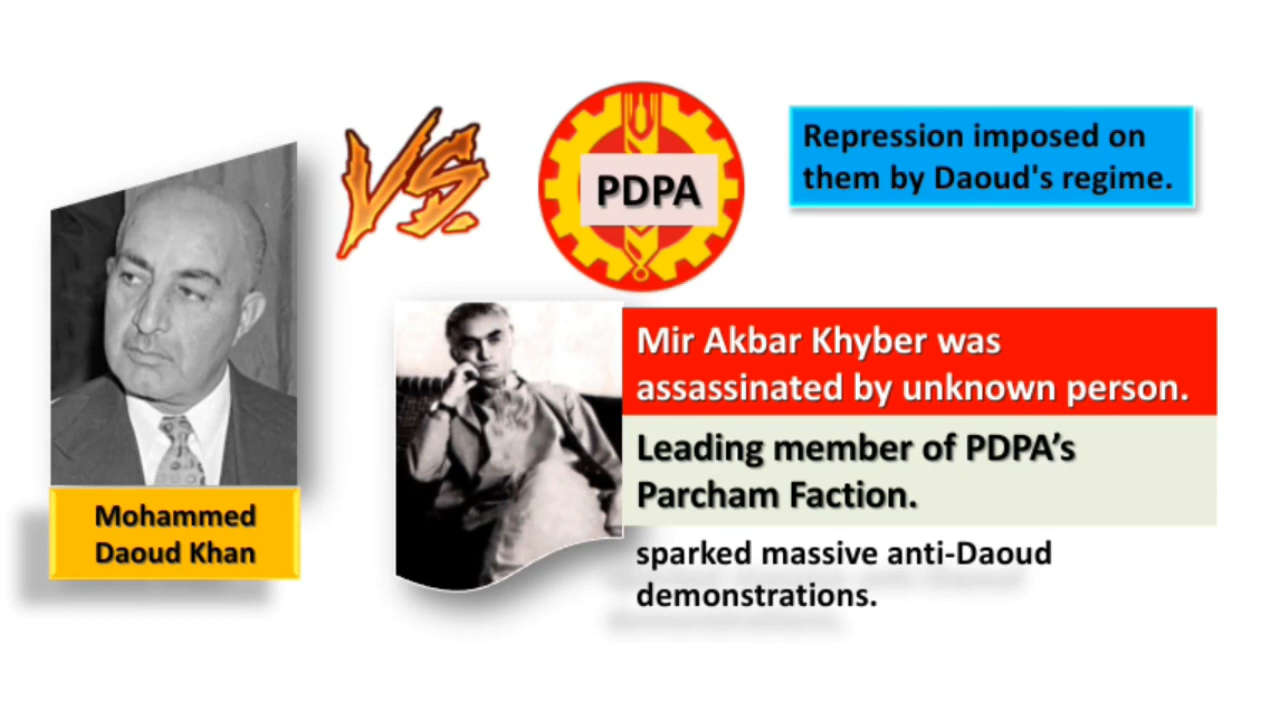 VS.
PDPA
Repression imposed on
them by Daoud's regime.
Mohammed
Daoud Khan
Mir Akbar Khyber was
assassinated by unknown person.
Leading member of PDPA’s
Parcham Faction.
sparked massive anti-Daoud
demonstrations.